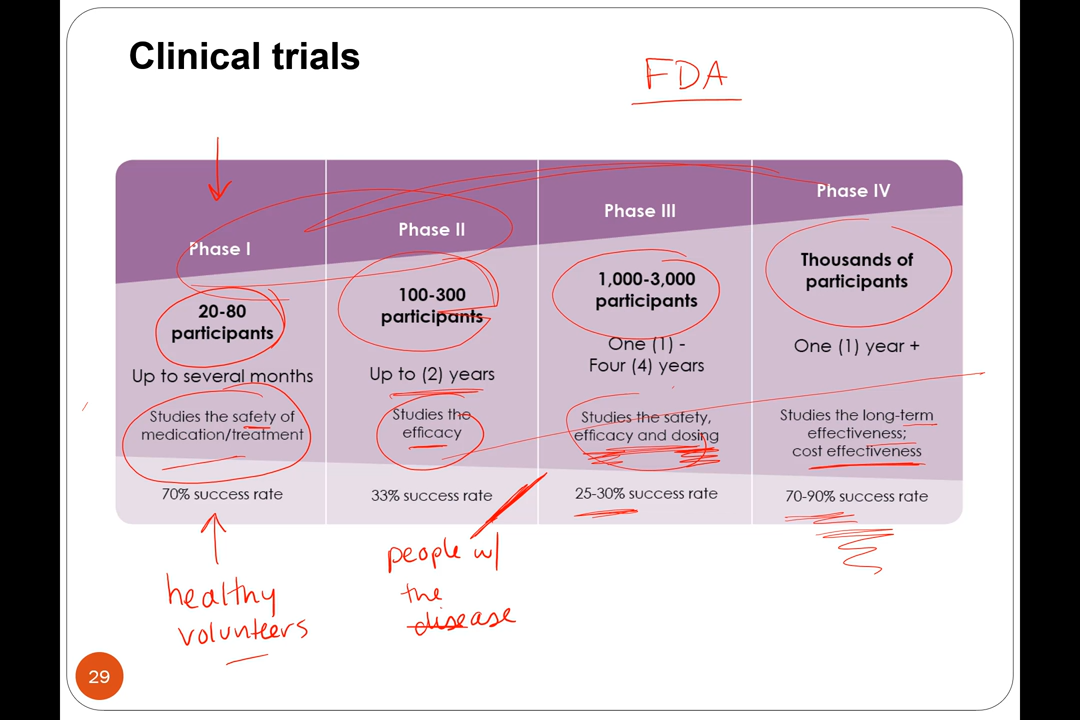 Clinical trials
FDA
Phase I
20-80
participants
Up to several months
Studies the safety of
medication/treatment
70% success rate
healthy
volunteers
Phase II
100-300
participants
Up to (2) years
Studies the
efficacy
33% success rate
people w/
the
disease
Phase III
1,000-3,000
participants
One (1) -
Four (4) years
Studies the safety,
efficacy and dosing
25-30% success rate
Phase IV
Thousands of
participants
One (1) year +
Studies the long-term
effectiveness;
cost effectiveness
70-90% success rate
29